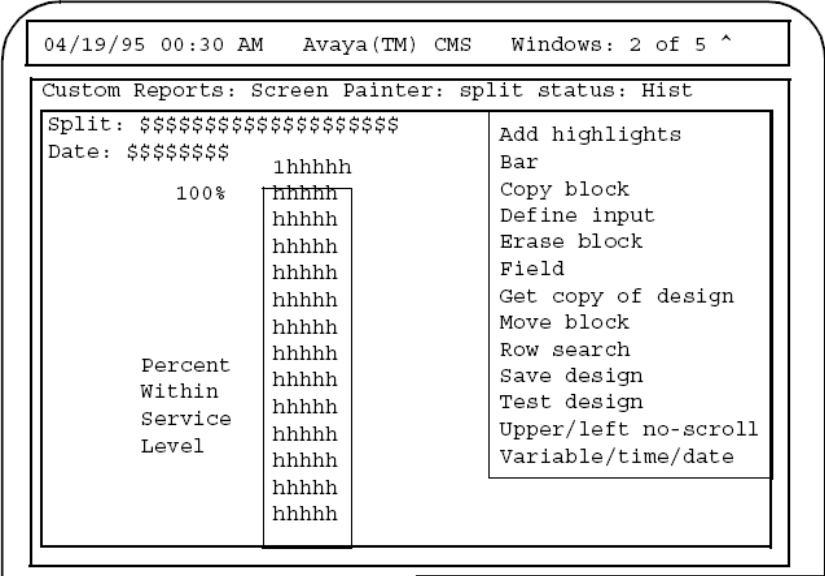 04/19/95 00:30 AM Avaya(TM) CMS Windows: 2 of 5 ^
Custom Reports: Screen Painter: split status: Hist
Split: $$$$$$$$$$$$$$$$$$$$
Date: $$$$$$$$
1hhhhh
100% hhhhh
hhhhh
hhhhh
hhhhh
hhhhh
hhhhh
hhhhh
Percent hhhhh
Within hhhhh
Service hhhhh
Level hhhhh
hhhhh
hhhhh
Add highlights
Bar
Copy block
Define input
Erase block
Field
Get copy of design
Move block
Row search
Save design
Test design
Upper/left no-scroll
Variable/time/date